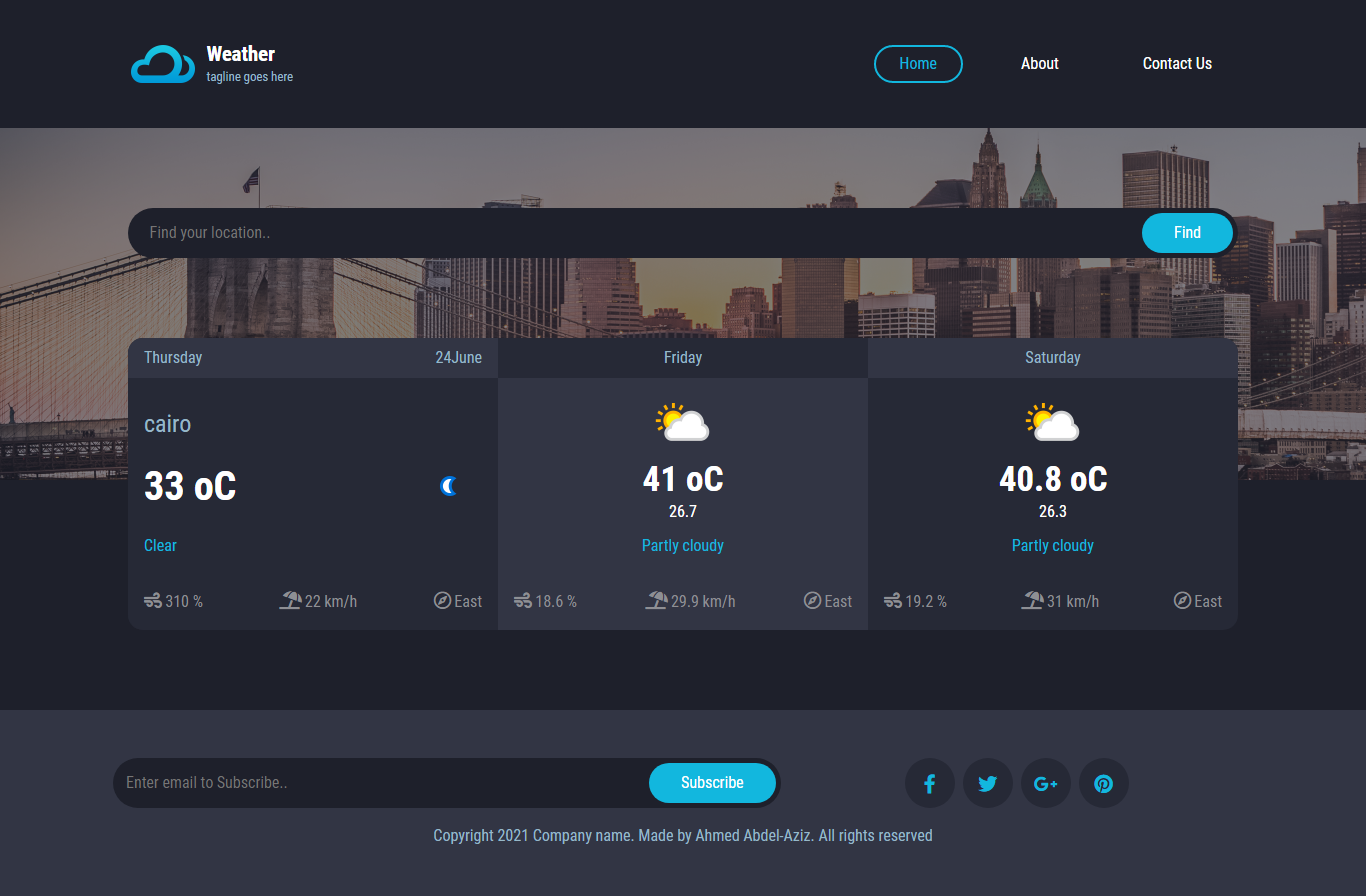 Weather
tagline goes here
Home
About
Contact Us
Find your location..
Find
Thursday
24June
cairo
33 oC
Clear
310 %
22 km/h
East
Friday
41 oC
26.7
Partly cloudy
18.6 %
29.9 km/h
East
Saturday
40.8 oC
26.3
Partly cloudy
19.2 %
31 km/h
East
Enter email to Subscribe..
Subscribe
Copyright 2021 Company name. Made by Ahmed Abdel-Aziz. All rights reserved